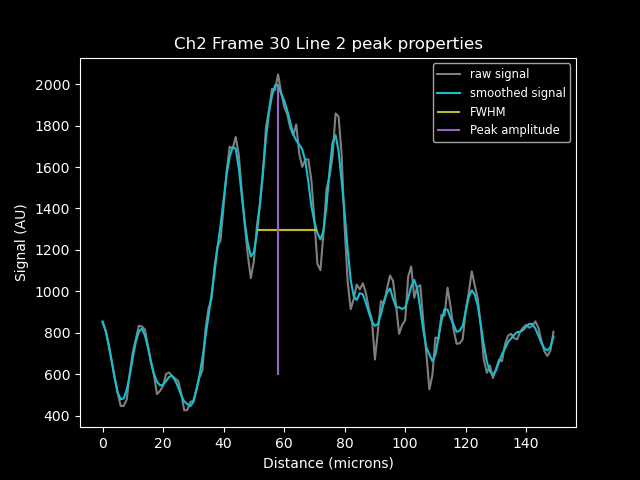 Ch2 Frame 30 Line 2 peak properties
raw signal
smoothed signal
FWHM
Peak amplitude
Signal (AU)
2000
1800
1600
1400
1200
1000
800
600
400
0 20 40 60 80 100 120 140
Distance (microns)